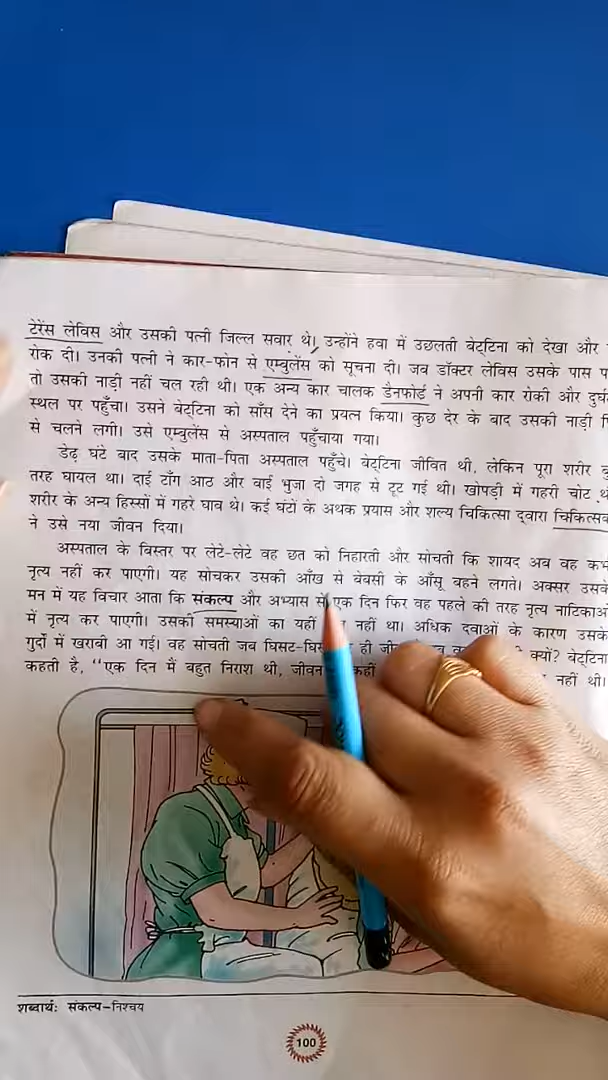 टेरेंस लेविस और उसकी पत्नी जिल्ल सवार थे। उन्होंने हवा में उछलती बेट्टिना को देखा और
रोक दी। उनकी पत्नी ने कार-फोन से एम्बुलेंस को सूचना दी। जब डॉक्टर लेविस उसके पास
तो उसकी नाड़ी नहीं चल रही थी। एक अन्य कार चालक डैनफोर्ड ने अपनी कार रोकी और
स्थल पर पहुँचा। उसने बेट्टिना को साँस देने का प्रयत्न किया। कुछ देर के बाद उसकी नाड़ी
से चलने लगी। उसे एम्बुलेंस से अस्पताल पहुँचाया गया।
डेढ़ घंटे बाद उसके माता-पिता अस्पताल पहुँचे। बेट्टिना जीवित थी, लेकिन पूरा शरीर
तरह घायल था। दाई टाँग आठ और बाई भुजा दो जगह से टूट गई थी। खोपड़ी में गहरी चोट
शरीर के अन्य हिस्सों में गहरे घाव थे। कई घंटों के अथक प्रयास और शल्य चिकित्सा द्वारा
ने उसे नया जीवन दिया।
अस्पताल के बिस्तर पर लेटे-लेटे वह छत को निहारती और सोचती कि शायद अब वह
नृत्य नहीं कर पाएगी। यह सोचकर उसकी आँख से बेबसी के आँसू बहने लगते। अक्सर
मन में यह विचार आता कि संकल्प और अभ्यास से एक दिन फिर वह पहले की तरह नृत्य
में नृत्य कर पाएगी। उसकी समस्याओं का यहीं नहीं था। अधिक दवाओं के कारण उसके
गुर्दों में खराबी आ गई। वह सोचती जब ही क्यों? बेट्टिना
कहती है, "एक दिन मैं बहुत निराश थी, जीवन कहीं नहीं थी।
शब्दार्थः संकल्प-निश्चय
100